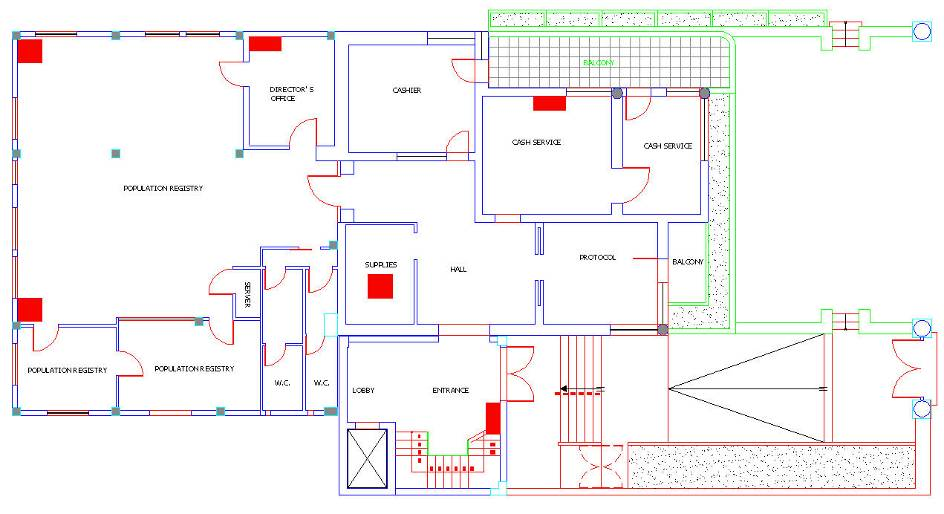 BALCONY
DIRECTOR'S
OFFICE
CASHIER
CASH SERVICE
CASH SERVICE
POPULATION REGISTRY
SUPPLIES
HALL
PROTOCOL
BALCONY
SERVER
POPULATION REGISTRY
POPULATION REGISTRY
W.C.
W.C.
LOBBY
ENTRANCE